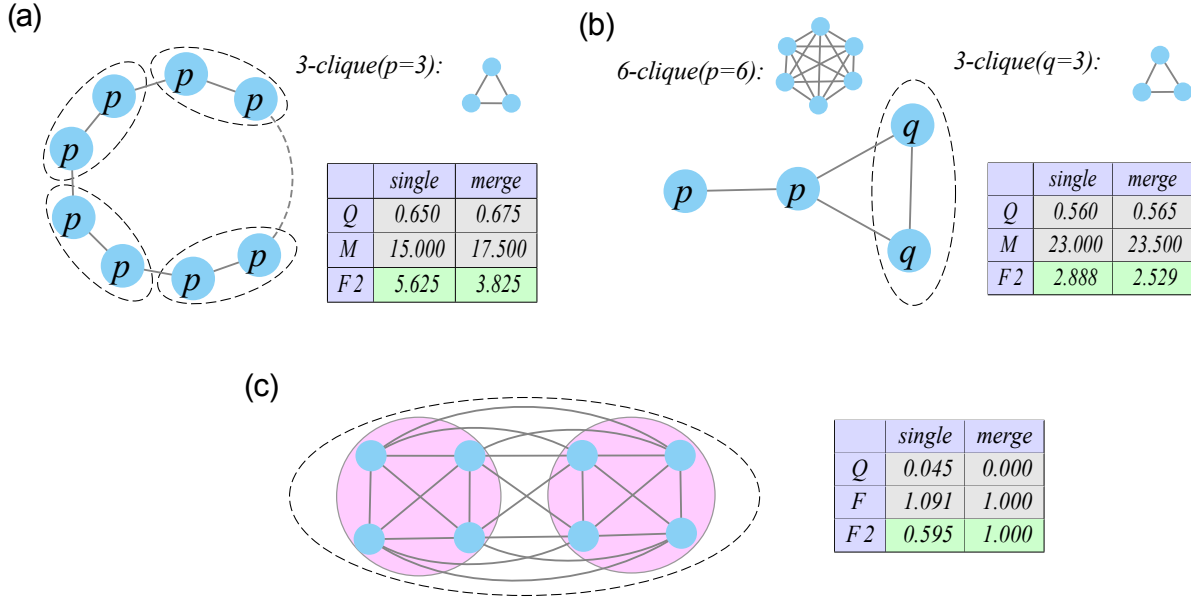 (a)
3-clique(p=3):
p
p
p
p
p
p
p
p
single merge
Q 0.650 0.675
M 15.000 17.500
F2 5.625 3.825
(b)
6-clique(p=6):
3-clique(q=3):
p
p
q
q
single merge
Q 0.560 0.565
M 23.000 23.500
F2 2.888 2.529
(c)
single merge
Q 0.045 0.000
F 1.091 1.000
F2 0.595 1.000